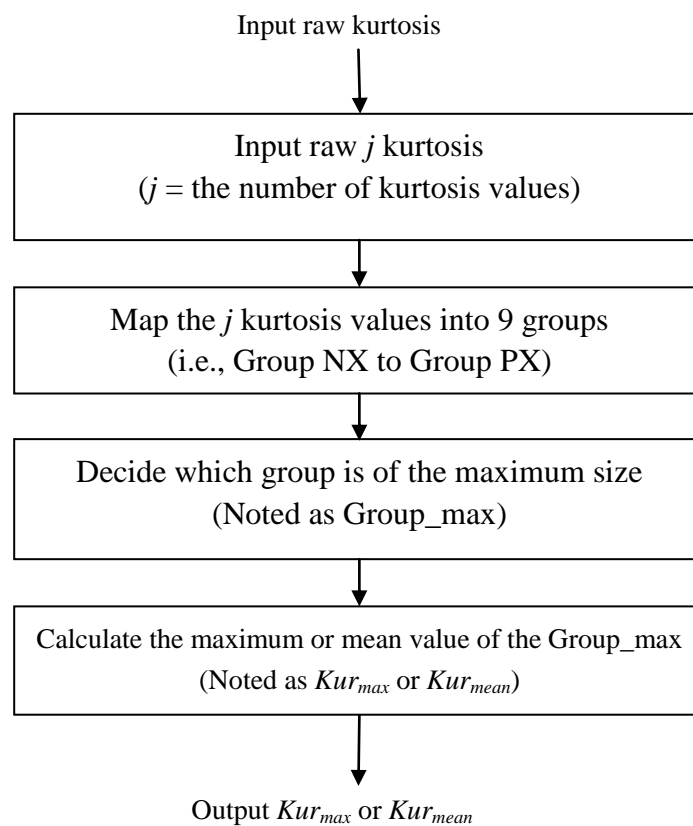 Input raw kurtosis
Input raw j kurtosis
(j = the number of kurtosis values)
Map the j kurtosis values into 9 groups
(i.e., Group NX to Group PX)
Decide which group is of the maximum size
(Noted as Group_max)
Calculate the maximum or mean value of the Group_max
(Noted as Kurmax or Kurmean)
Output Kurmax or Kurmean